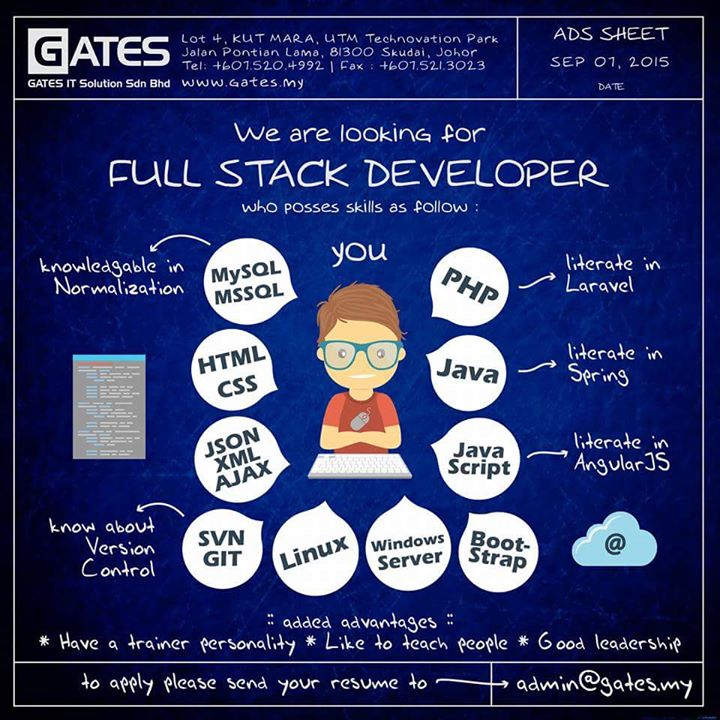 GATES
GATES IT Solution Sdn Bhd
Lot 4, KUT MARA, UTM Technovation Park
Jalan Pontian Lama, 81300 Skudai, Johor
Tel: +607.520.4992 | Fax : +607.521.3023
www.Gates.my
ADS SHEET
SEP 07, 2015
DATE
We are looking for
FULL STACK DEVELOPER
who posses skills as follow :
you
knowledgable in
Normalization
MySQL
MSSQL
PHP
literate in
Laravel
HTML
CSS
Java
literate in
Spring
JSON
XML
AJAX
Java
Script
literate in
AngularJS
know about
Version
Control
SVN
GIT
Linux
Windows
Server
Boot-
Strap
@
:: added advantages ::
* Have a trainer personality * Like to teach people * Good leadership
to apply please send your resume to
admin@gates.my